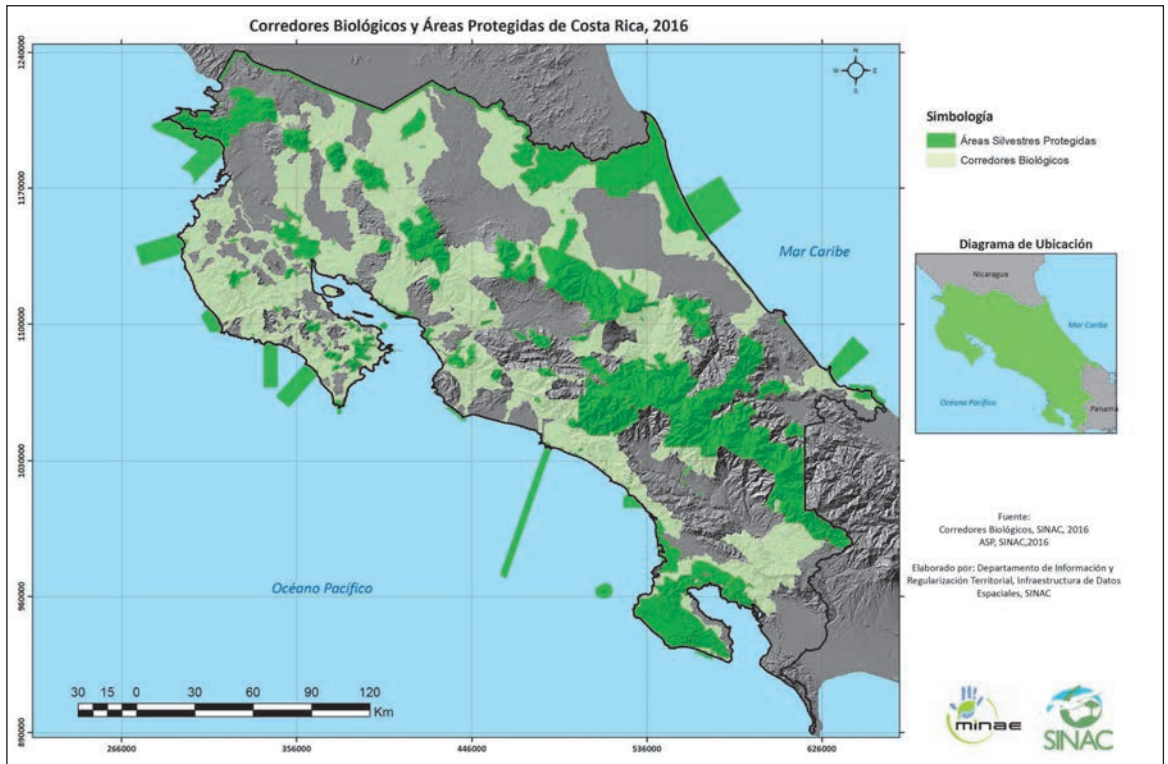 Corredores Biológicos y Áreas Protegidas de Costa Rica, 2016
1240000
1170000
1100000
1030000
960000
890000
N
W
E
S
Mar Caribe
Océano Pacífico
30 15 0 30 60 90 120
Km
266000 356000 446000 536000 626000
Simbología
Áreas Silvestres Protegidas
Corredores Biológicos
Diagrama de Ubicación
Nicaragua
Mar Caribe
Océano Pacífico
Panamá
Fuente:
Corredores Biológicos, SINAC, 2016
ASP, SINAC,2016
Elaborado por: Departamento de Información y
Regularización Territorial, Infraestructura de Datos
Espaciales, SINAC
minae
SINAC